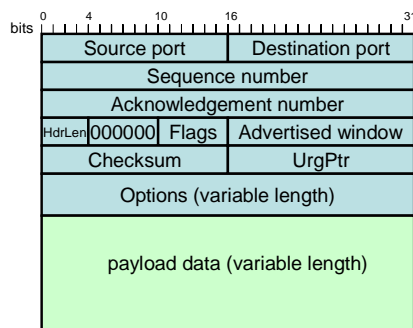 bits 0 4 10 16 31
Source port Destination port
Sequence number
Acknowledgement number
HdrLen 000000 Flags Advertised window
Checksum UrgPtr
Options (variable length)
payload data (variable length)